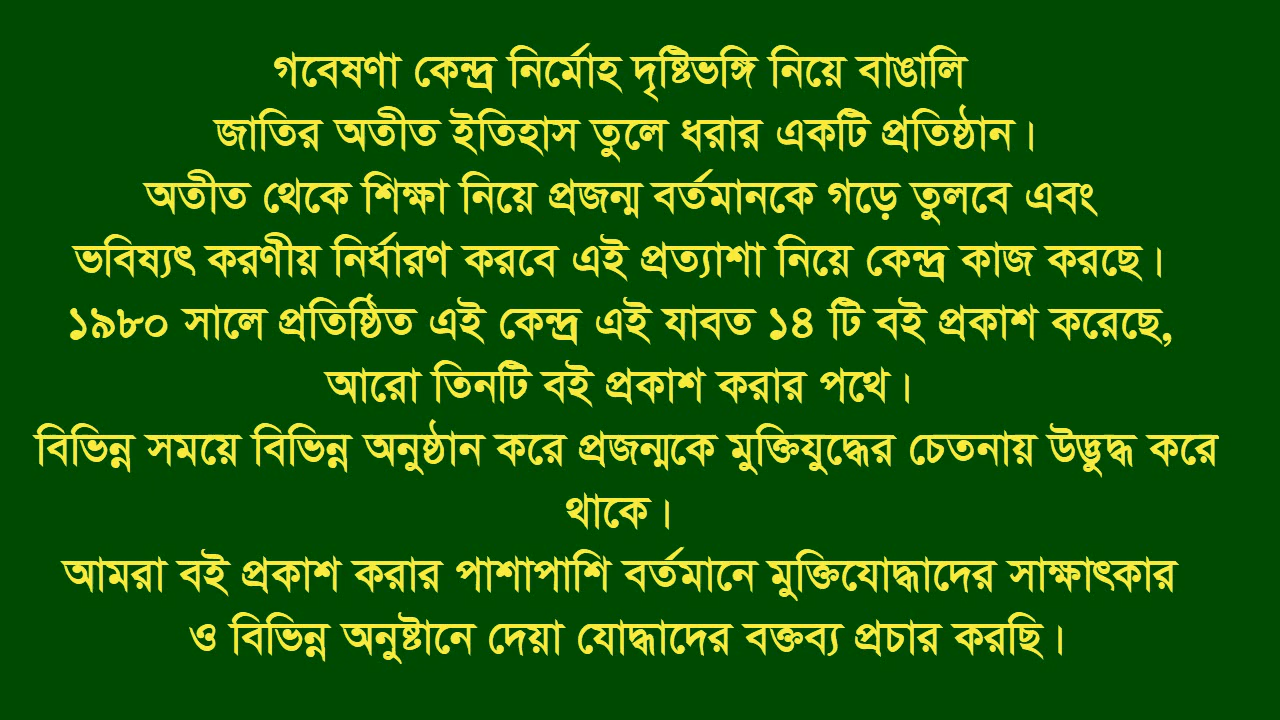 গবেষণা কেন্দ্র নির্মোহ দৃষ্টিভঙ্গি নিয়ে বাঙালি
জাতির অতীত ইতিহাস তুলে ধরার একটি প্রতিষ্ঠান।
অতীত থেকে শিক্ষা নিয়ে প্রজন্ম বর্তমানকে গড়ে তুলবে এবং
ভবিষ্যৎ করণীয় নির্ধারণ করবে এই প্রত্যাশা নিয়ে কেন্দ্র কাজ করছে।
১৯৮০ সালে প্রতিষ্ঠিত এই কেন্দ্র এই যাবত ১৪ টি বই প্রকাশ করেছে,
আরো তিনটি বই প্রকাশ করার পথে।
বিভিন্ন সময়ে বিভিন্ন অনুষ্ঠান করে প্রজন্মকে মুক্তিযুদ্ধের চেতনায় উদ্ভুদ্ধ করে
থাকে।
আমরা বই প্রকাশ করার পাশাপাশি বর্তমানে মুক্তিযোদ্ধাদের সাক্ষাৎকার
ও বিভিন্ন অনুষ্টানে দেয়া যোদ্ধাদের বক্তব্য প্রচার করছি।